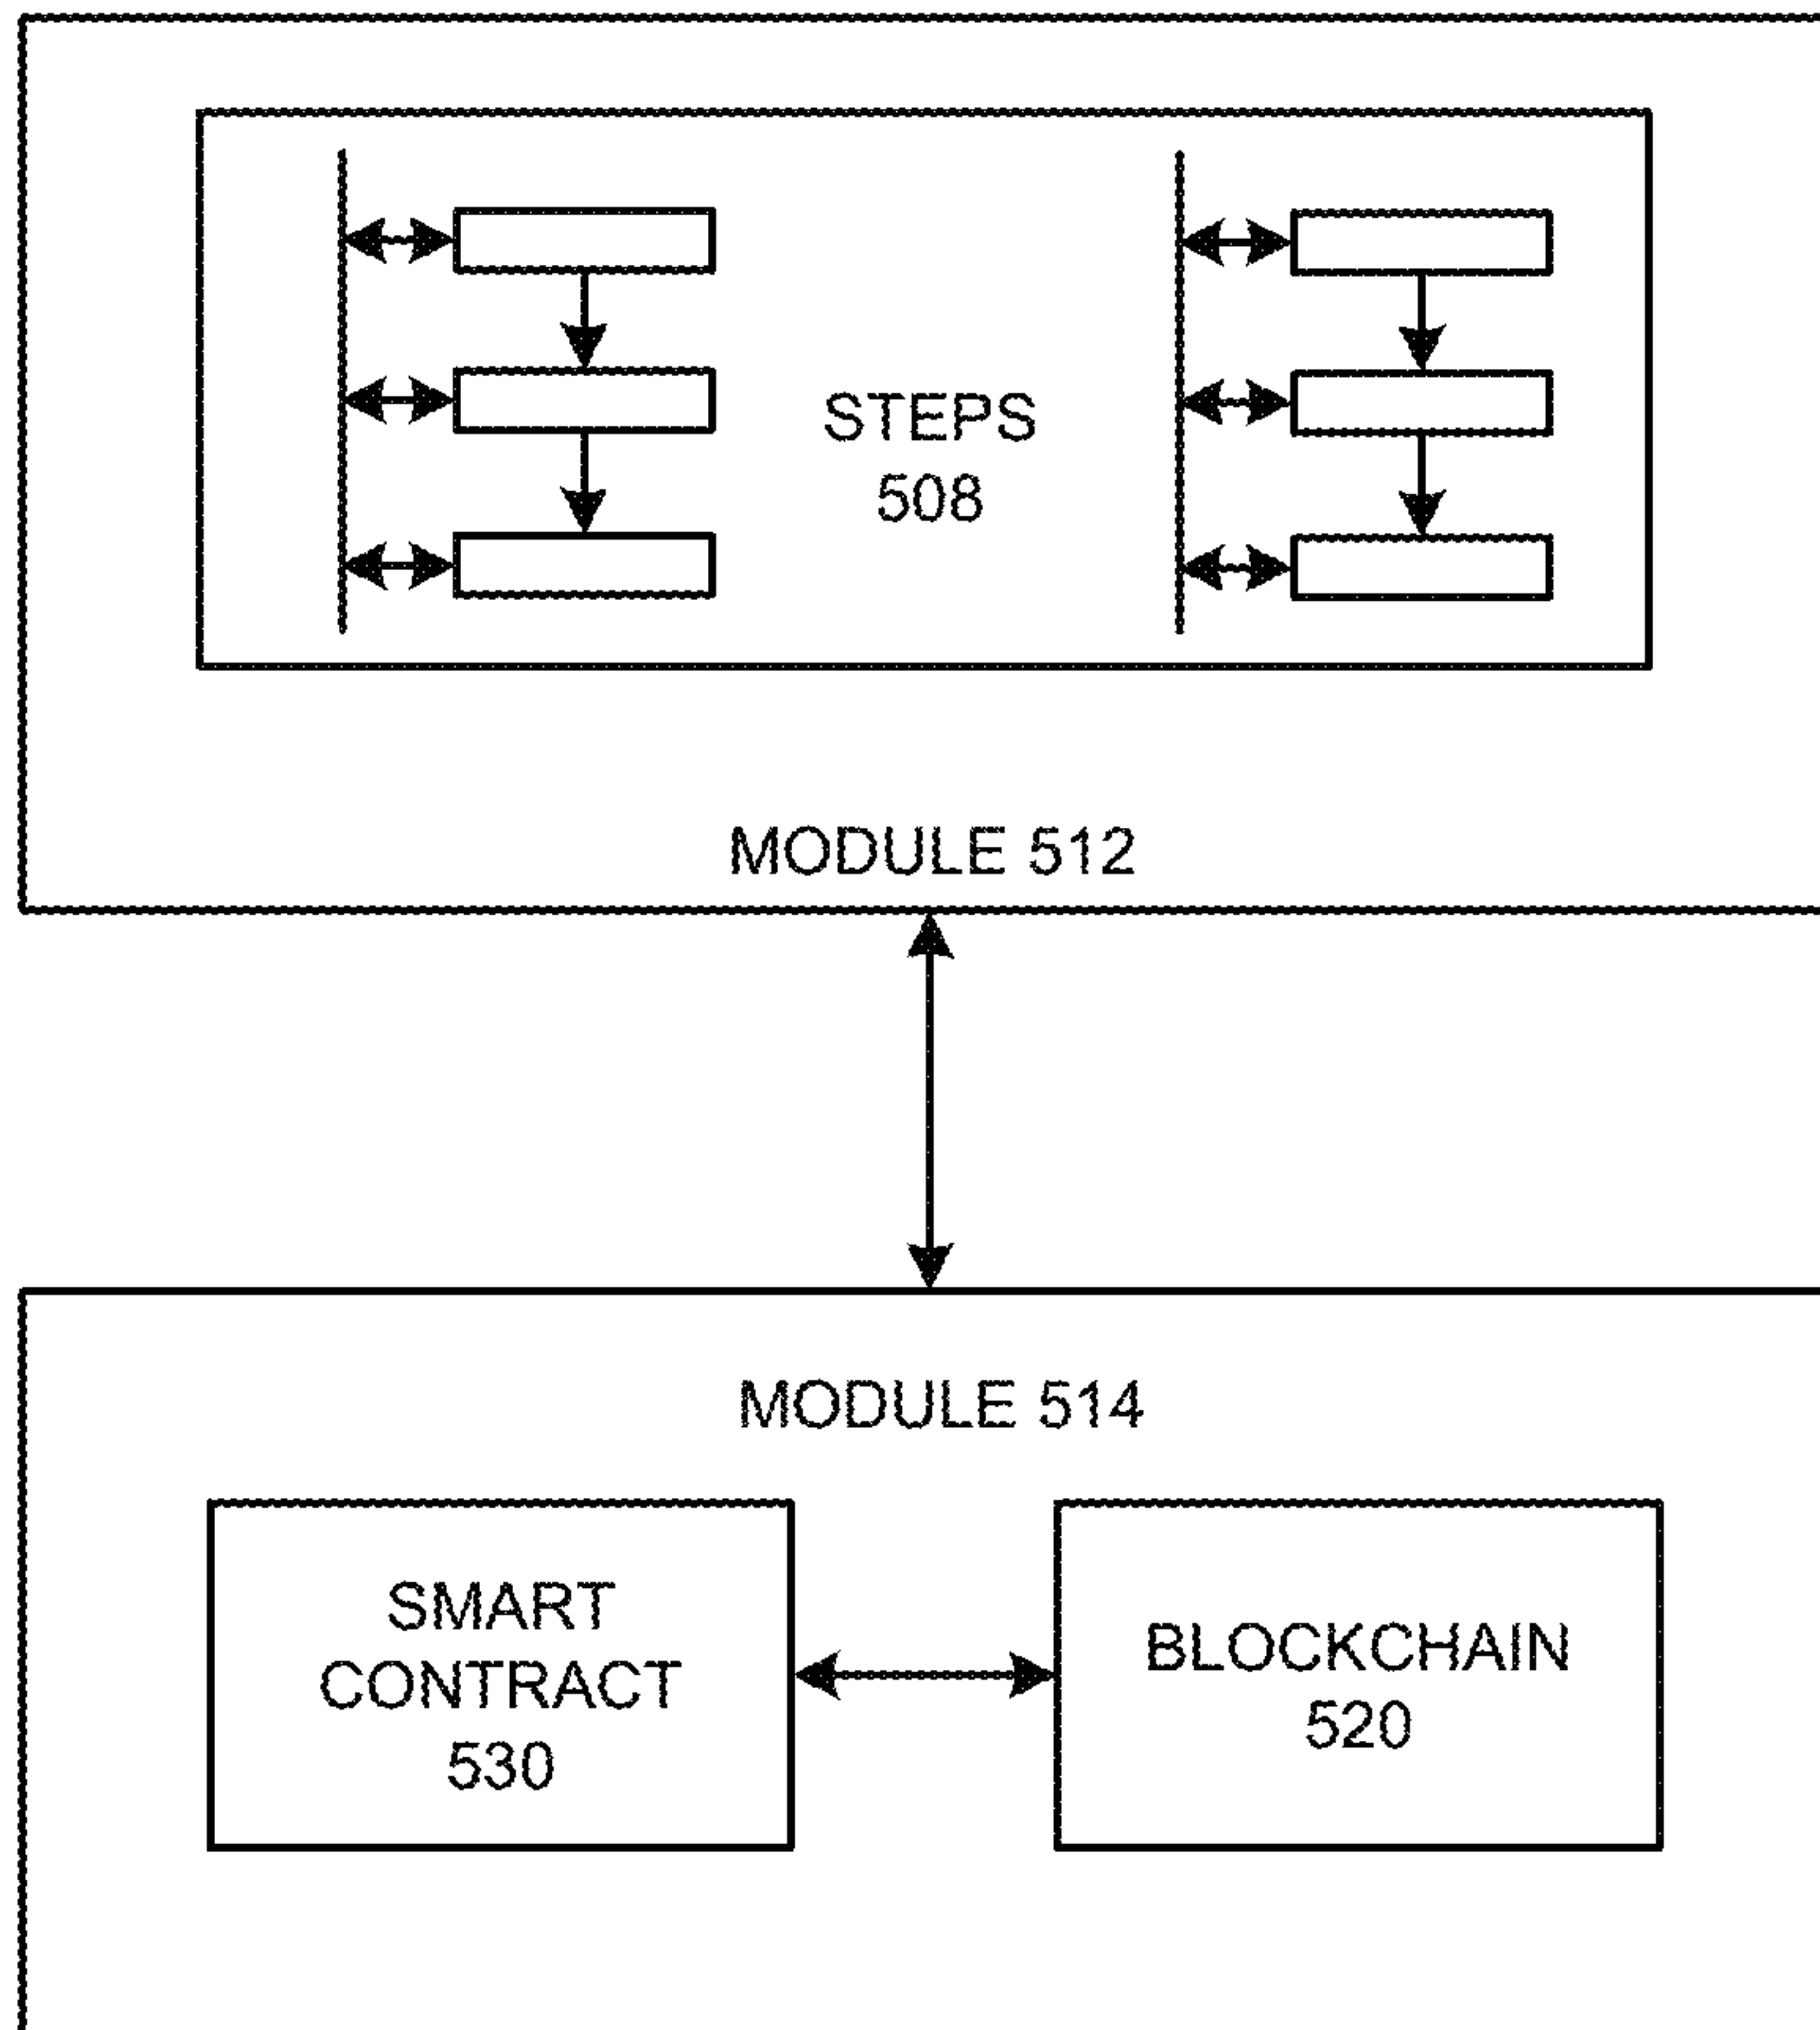 STEPS
508
MODULE 512
MODULE 514
SMART
CONTRACT
530
BLOCKCHAIN
520